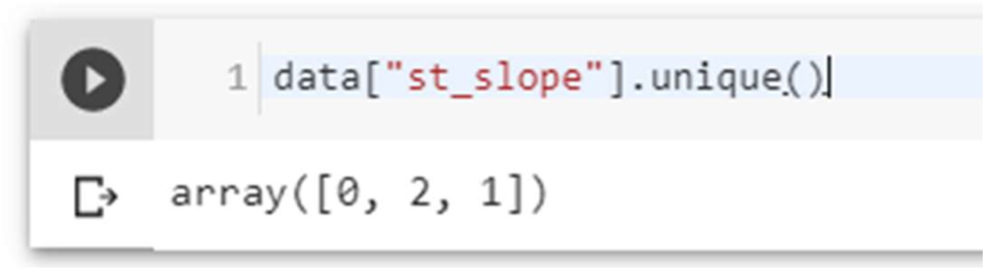 1 data["st_slope"].unique()
array([0, 2, 1])